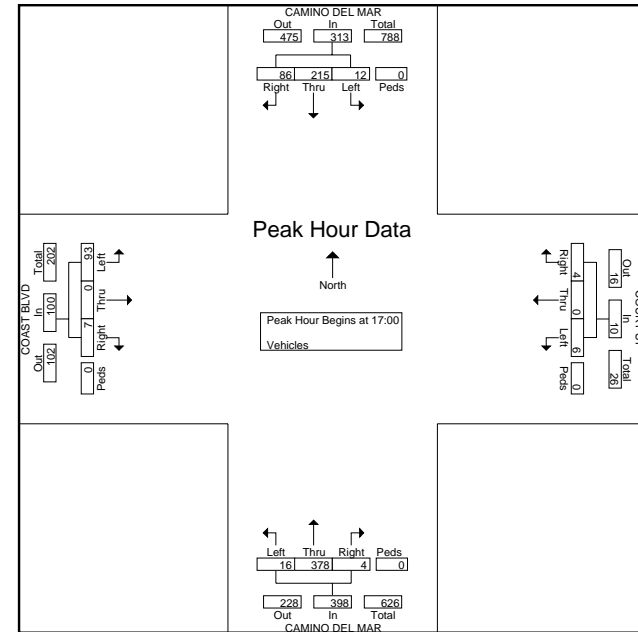 CAMINO DEL MAR
Out In Total
475 313 788
86 215 12 0
Right Thru Left Peds
Peak Hour Data
North
Peak Hour Begins at 17:00
Vehicles
COAST BLVD
Total In Out
202 100 102
Left Thru Right Peds
93 0 7 0
Right Thru Left Peds
4 0 6 0
Out In Total
16 10 26
Left Thru Right Peds
16 378 4 0
228 398 626
Out In Total
CAMINO DEL MAR